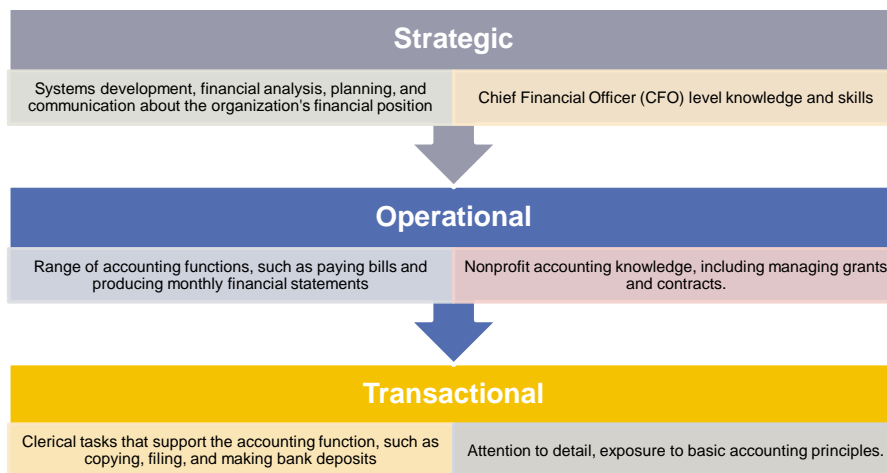 Strategic
Systems development, financial analysis, planning, and
communication about the organization's financial position
Chief Financial Officer (CFO) level knowledge and skills
Operational
Range of accounting functions, such as paying bills and
producing monthly financial statements
Nonprofit accounting knowledge, including managing grants
and contracts.
Transactional
Clerical tasks that support the accounting function, such as
copying, filing, and making bank deposits
Attention to detail, exposure to basic accounting principles.